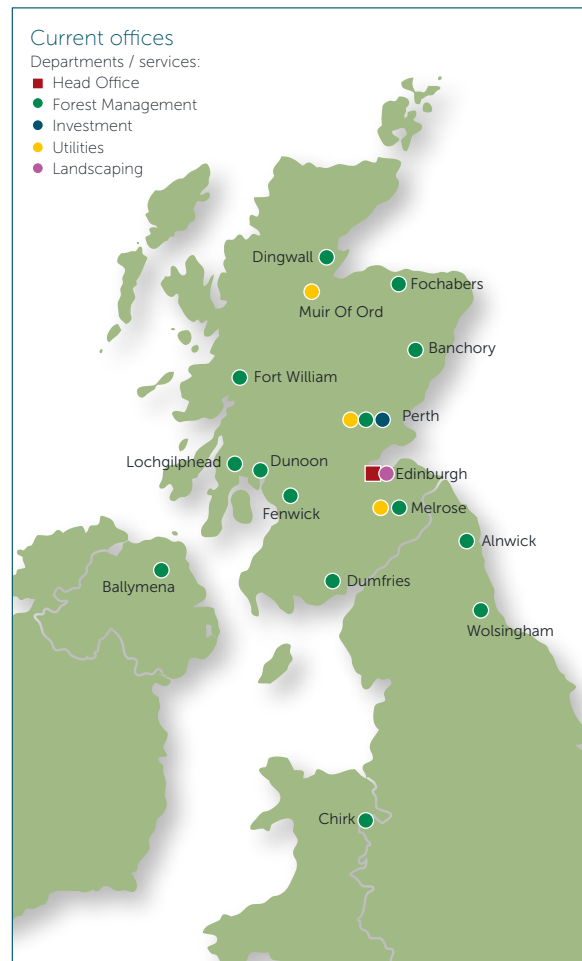 Current offices
Departments / services:
Head Office
Forest Management
Investment
Utilities
Landscaping
Dingwall
Fochabers
Muir Of Ord
Banchory
Fort William
Perth
Lochgilphead
Dunoon
Edinburgh
Fenwick
Melrose
Alnwick
Ballymena
Dumfries
Wolsingham
Chirk